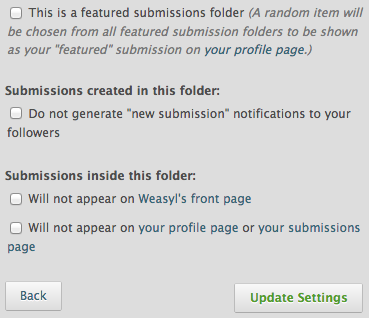 This is a featured submissions folder (A random item will
be chosen from all featured submission folders to be shown
as your "featured" submission on your profile page.)
Submissions created in this folder:
Do not generate "new submission" notifications to your
followers
Submissions inside this folder:
Will not appear on Weasyl's front page
Will not appear on your profile page or your submissions
page
Back
Update Settings